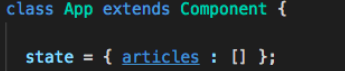 class App extends Component {
state = { articles : [] };